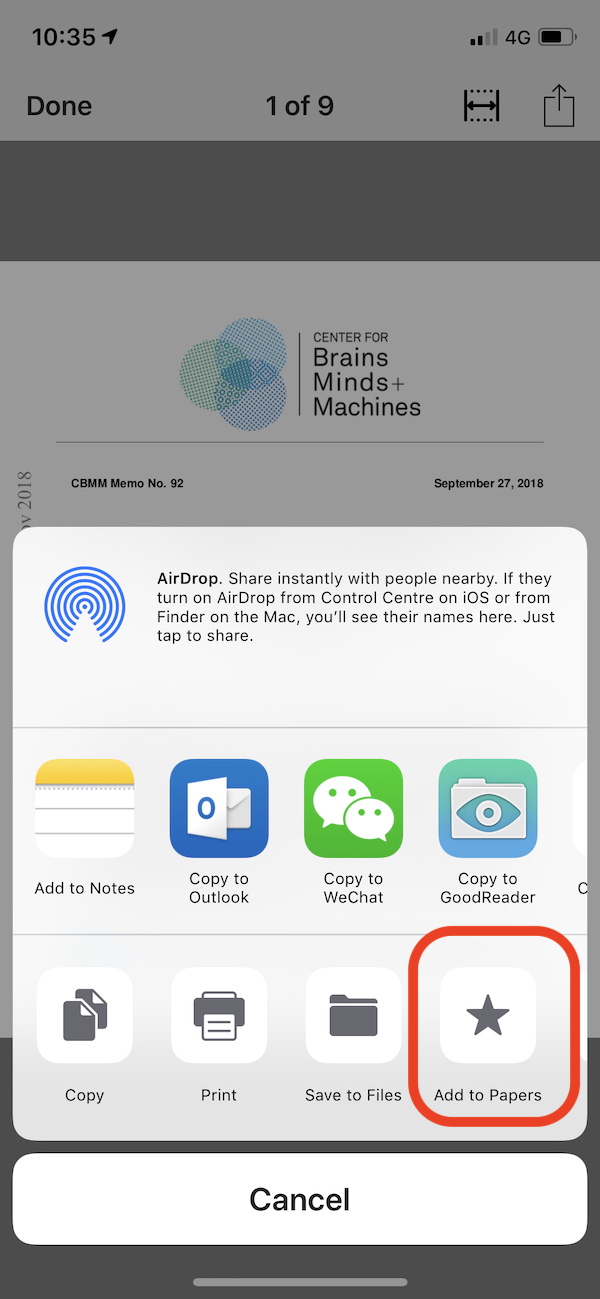 10:35
4G
Done
1 of 9
CENTER FOR
Brains
Minds+
Machines
CBMM Memo No. 92
September 27, 2018
2018
AirDrop. Share instantly with people nearby. If they
turn on AirDrop from Control Centre on iOS or from
Finder on the Mac, you’ll see their names here. Just
tap to share.
Add to Notes
Copy to
Outlook
Copy to
WeChat
Copy to
GoodReader
Copy
Print
Save to Files
Add to Papers
Cancel